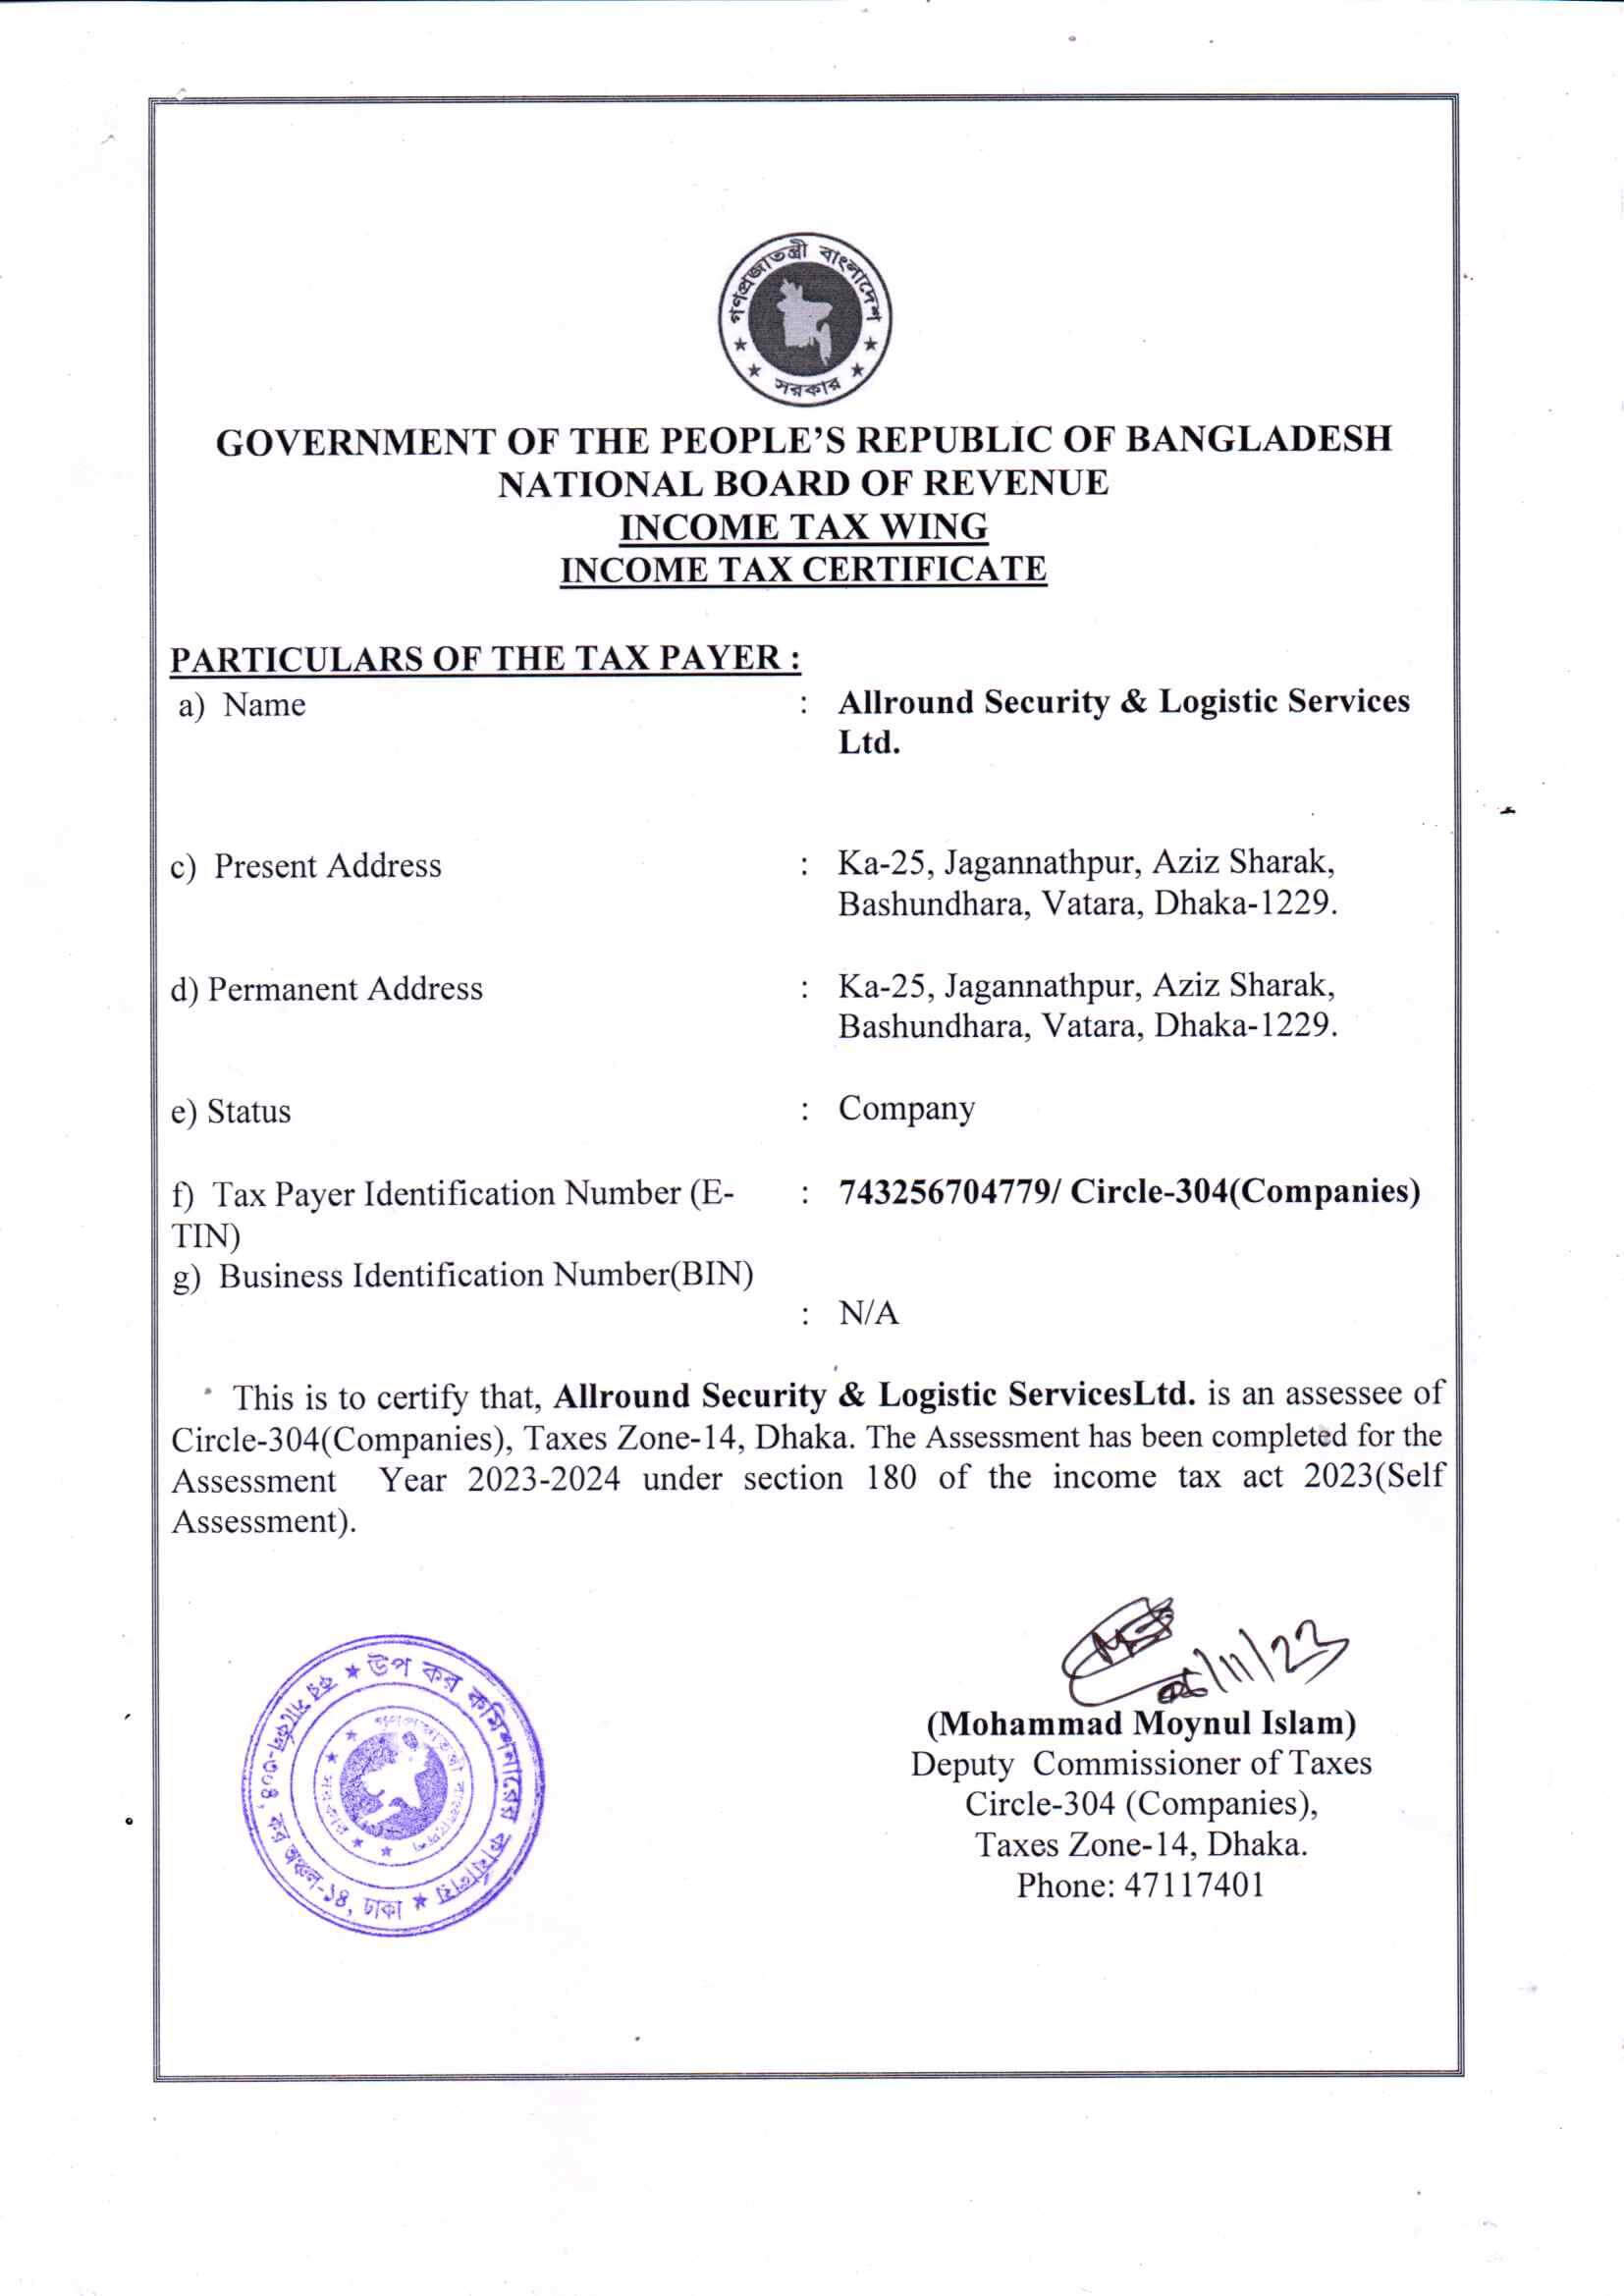 গণপ্রজাতন্ত্রী বাংলাদেশ
সরকার
GOVERNMENT OF THE PEOPLE’S REPUBLIC OF BANGLADESH
NATIONAL BOARD OF REVENUE
INCOME TAX WING
INCOME TAX CERTIFICATE
PARTICULARS OF THE TAX PAYER :
a) Name : Allround Security & Logistic Services
Ltd.
c) Present Address : Ka-25, Jagannathpur, Aziz Sharak,
Bashundhara, Vatara, Dhaka-1229.
d) Permanent Address : Ka-25, Jagannathpur, Aziz Sharak,
Bashundhara, Vatara, Dhaka-1229.
e) Status : Company
f) Tax Payer Identification Number (E- : 743256704779/ Circle-304(Companies)
TIN)
g) Business Identification Number(BIN)
: N/A
This is to certify that, Allround Security & Logistic ServicesLtd. is an assessee of
Circle-304(Companies), Taxes Zone-14, Dhaka. The Assessment has been completed for the
Assessment Year 2023-2024 under section 180 of the income tax act 2023(Self
Assessment).
/11/23
(Mohammad Moynul Islam)
Deputy Commissioner of Taxes
Circle-304 (Companies),
Taxes Zone-14, Dhaka.
Phone: 47117401
উপ কর কমিশনারের কার্যালয়
কর সার্কেল-৩০৪, কর অঞ্চল-১৪, ঢাকা